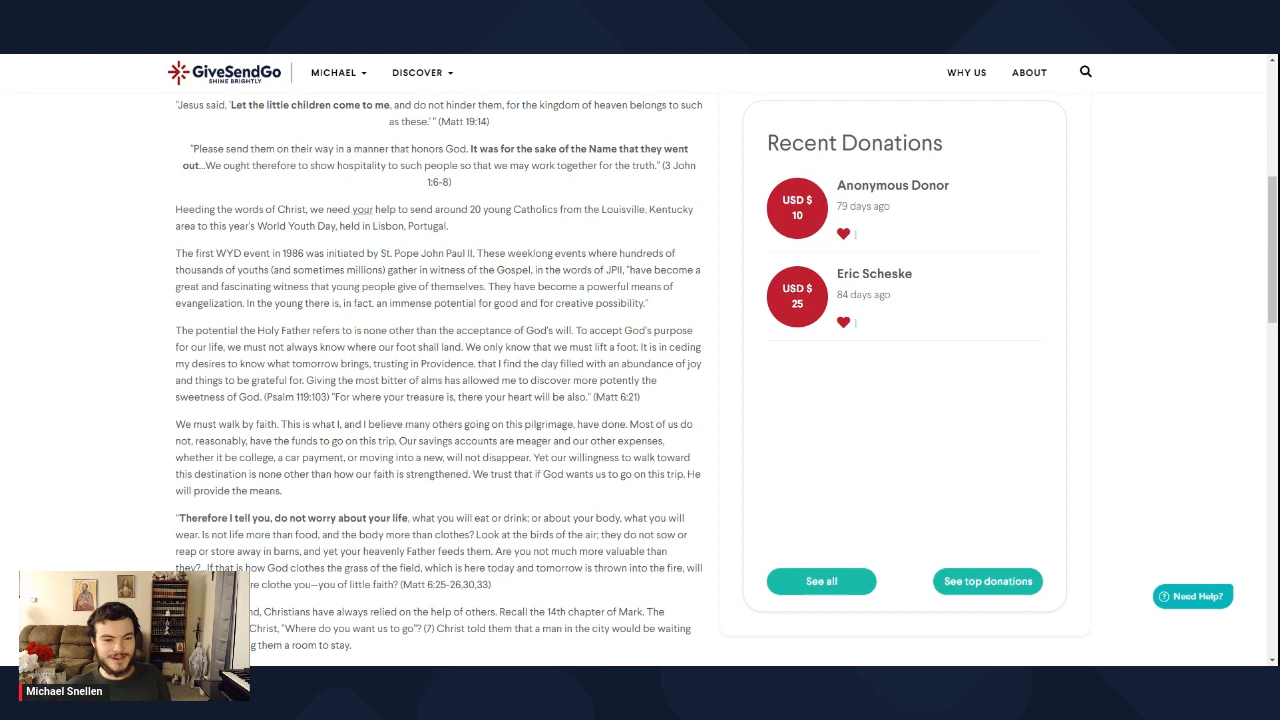 GiveSendGo
SHINE BRIGHTLY
MICHAEL
DISCOVER
WHY US
ABOUT
"Jesus said, 'Let the little children come to me, and do not hinder them, for the kingdom of heaven belongs to such
as these.' " (Matt 19:14)
"Please send them on their way in a manner that honors God. It was for the sake of the Name that they went
out...We ought therefore to show hospitality to such people so that we may work together for the truth." (3 John
1:6-8)
Heeding the words of Christ, we need your help to send around 20 young Catholics from the Louisville, Kentucky
area to this year's World Youth Day, held in Lisbon, Portugal.
The first WYD event in 1986 was initiated by St. Pope John Paul II. These weeklong events where hundreds of
thousands of youths (and sometimes millions) gather in witness of the Gospel, in the words of JPII, "have become a
great and fascinating witness that young people give of themselves. They have become a powerful means of
evangelization. In the young there is, in fact, an immense potential for good and for creative possibility."
The potential the Holy Father refers to is none other than the acceptance of God's will. To accept God's purpose
for our life, we must not always know where our foot shall land. We only know that we must lift a foot. It is in ceding
my desires to know what tomorrow brings, trusting in Providence, that I find the day filled with an abundance of joy
and things to be grateful for. Giving the most bitter of alms has allowed me to discover more potently the
sweetness of God. (Psalm 119:103) "For where your treasure is, there your heart will be also." (Matt 6:21)
We must walk by faith. This is what I, and I believe many others going on this pilgrimage, have done. Most of us do
not, reasonably, have the funds to go on this trip. Our savings accounts are meager and our other expenses,
whether it be college, a car payment, or moving into a new, will not disappear. Yet our willingness to walk toward
this destination is none other than how our faith is strengthened. We trust that if God wants us to go on this trip, He
will provide the means.
"Therefore I tell you, do not worry about your life, what you will eat or drink; or about your body, what you will
wear. Is not life more than food, and the body more than clothes? Look at the birds of the air; they do not sow or
reap or store away in barns, and yet your heavenly Father feeds them. Are you not much more valuable than
they?...If that is how God clothes the grass of the field, which is here today and tomorrow is thrown into the fire, will
re clothe you—you of little faith? (Matt 6:25-26,30,33)
nd, Christians have always relied on the help of others. Recall the 14th chapter of Mark. The
Christ, "Where do you want us to go"? (7) Christ told them that a man in the city would be waiting
g them a room to stay.
Recent Donations
USD $
10
Anonymous Donor
79 days ago
1
USD $
25
Eric Scheske
84 days ago
1
See all
See top donations
Need Help?
Michael Snellen